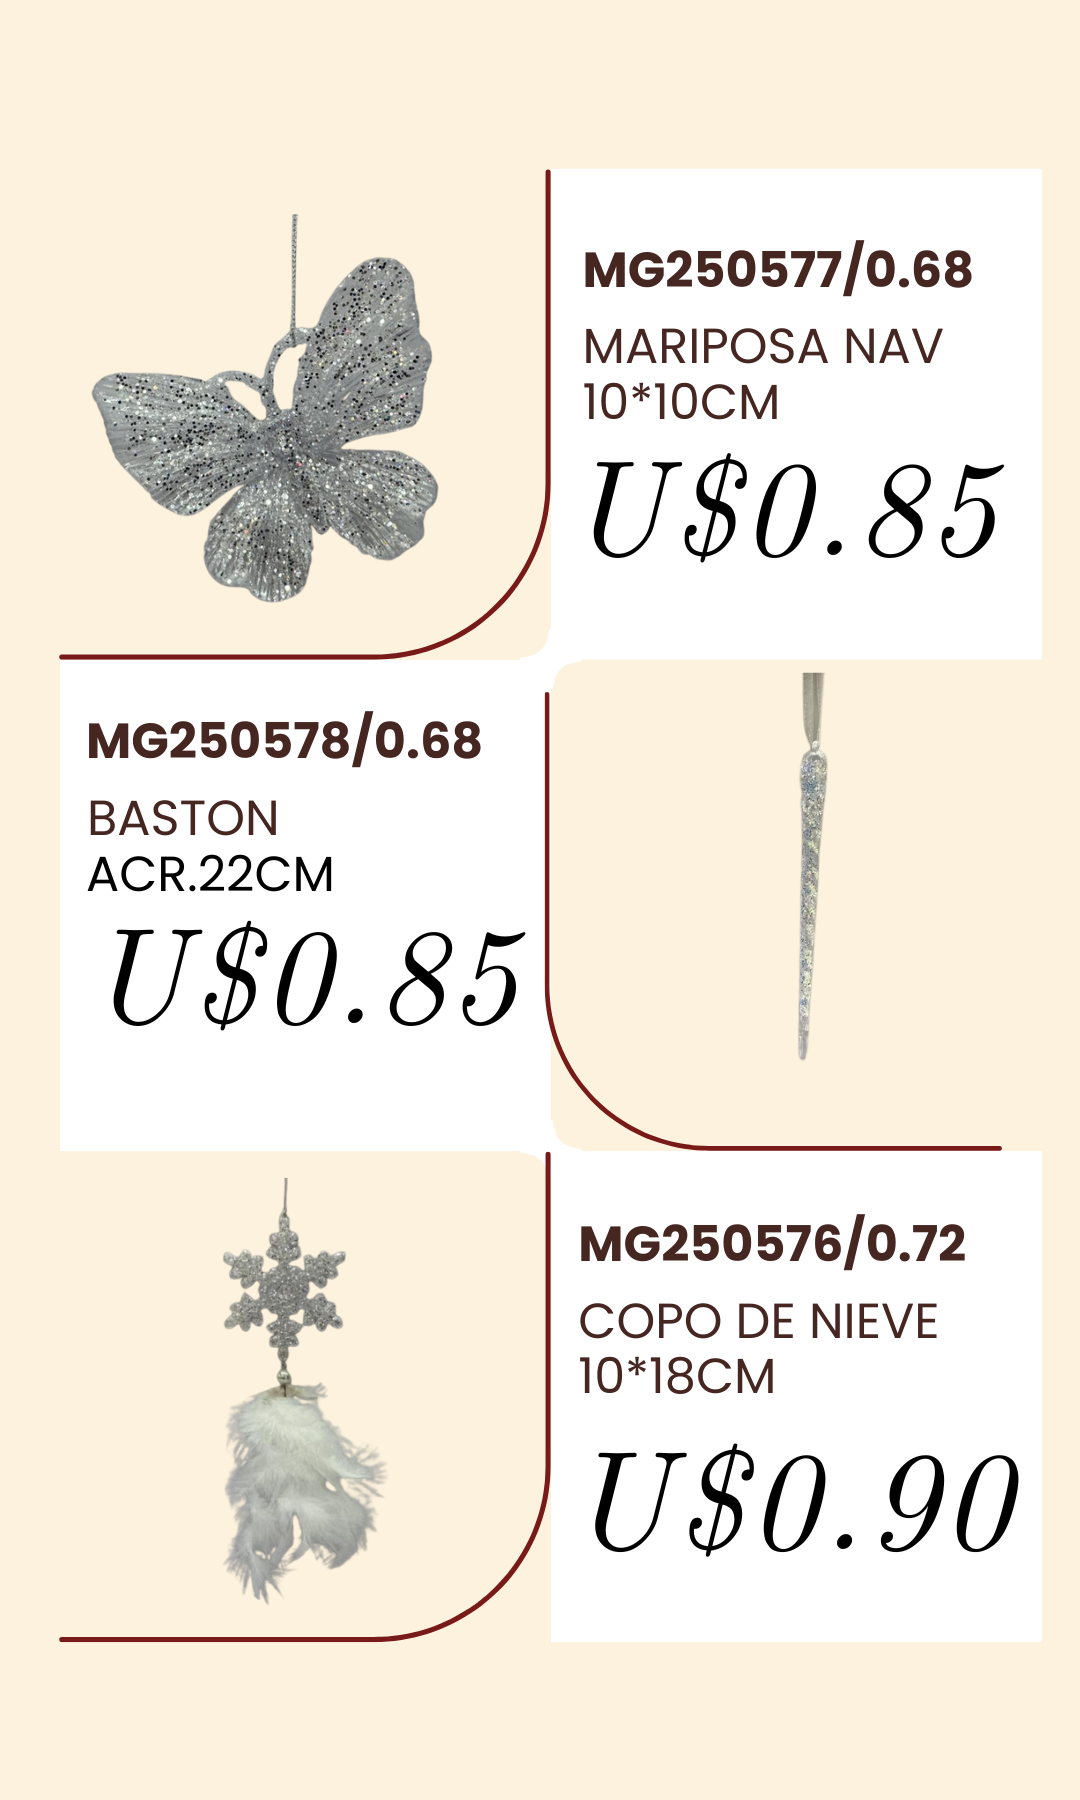 MG250577/0.68
MARIPOSA NAV
10*10CM
U$0.85
MG250578/0.68
BASTON
ACR.22CM
U$0.85
MG250576/0.72
COPO DE NIEVE
10*18CM
U$0.90